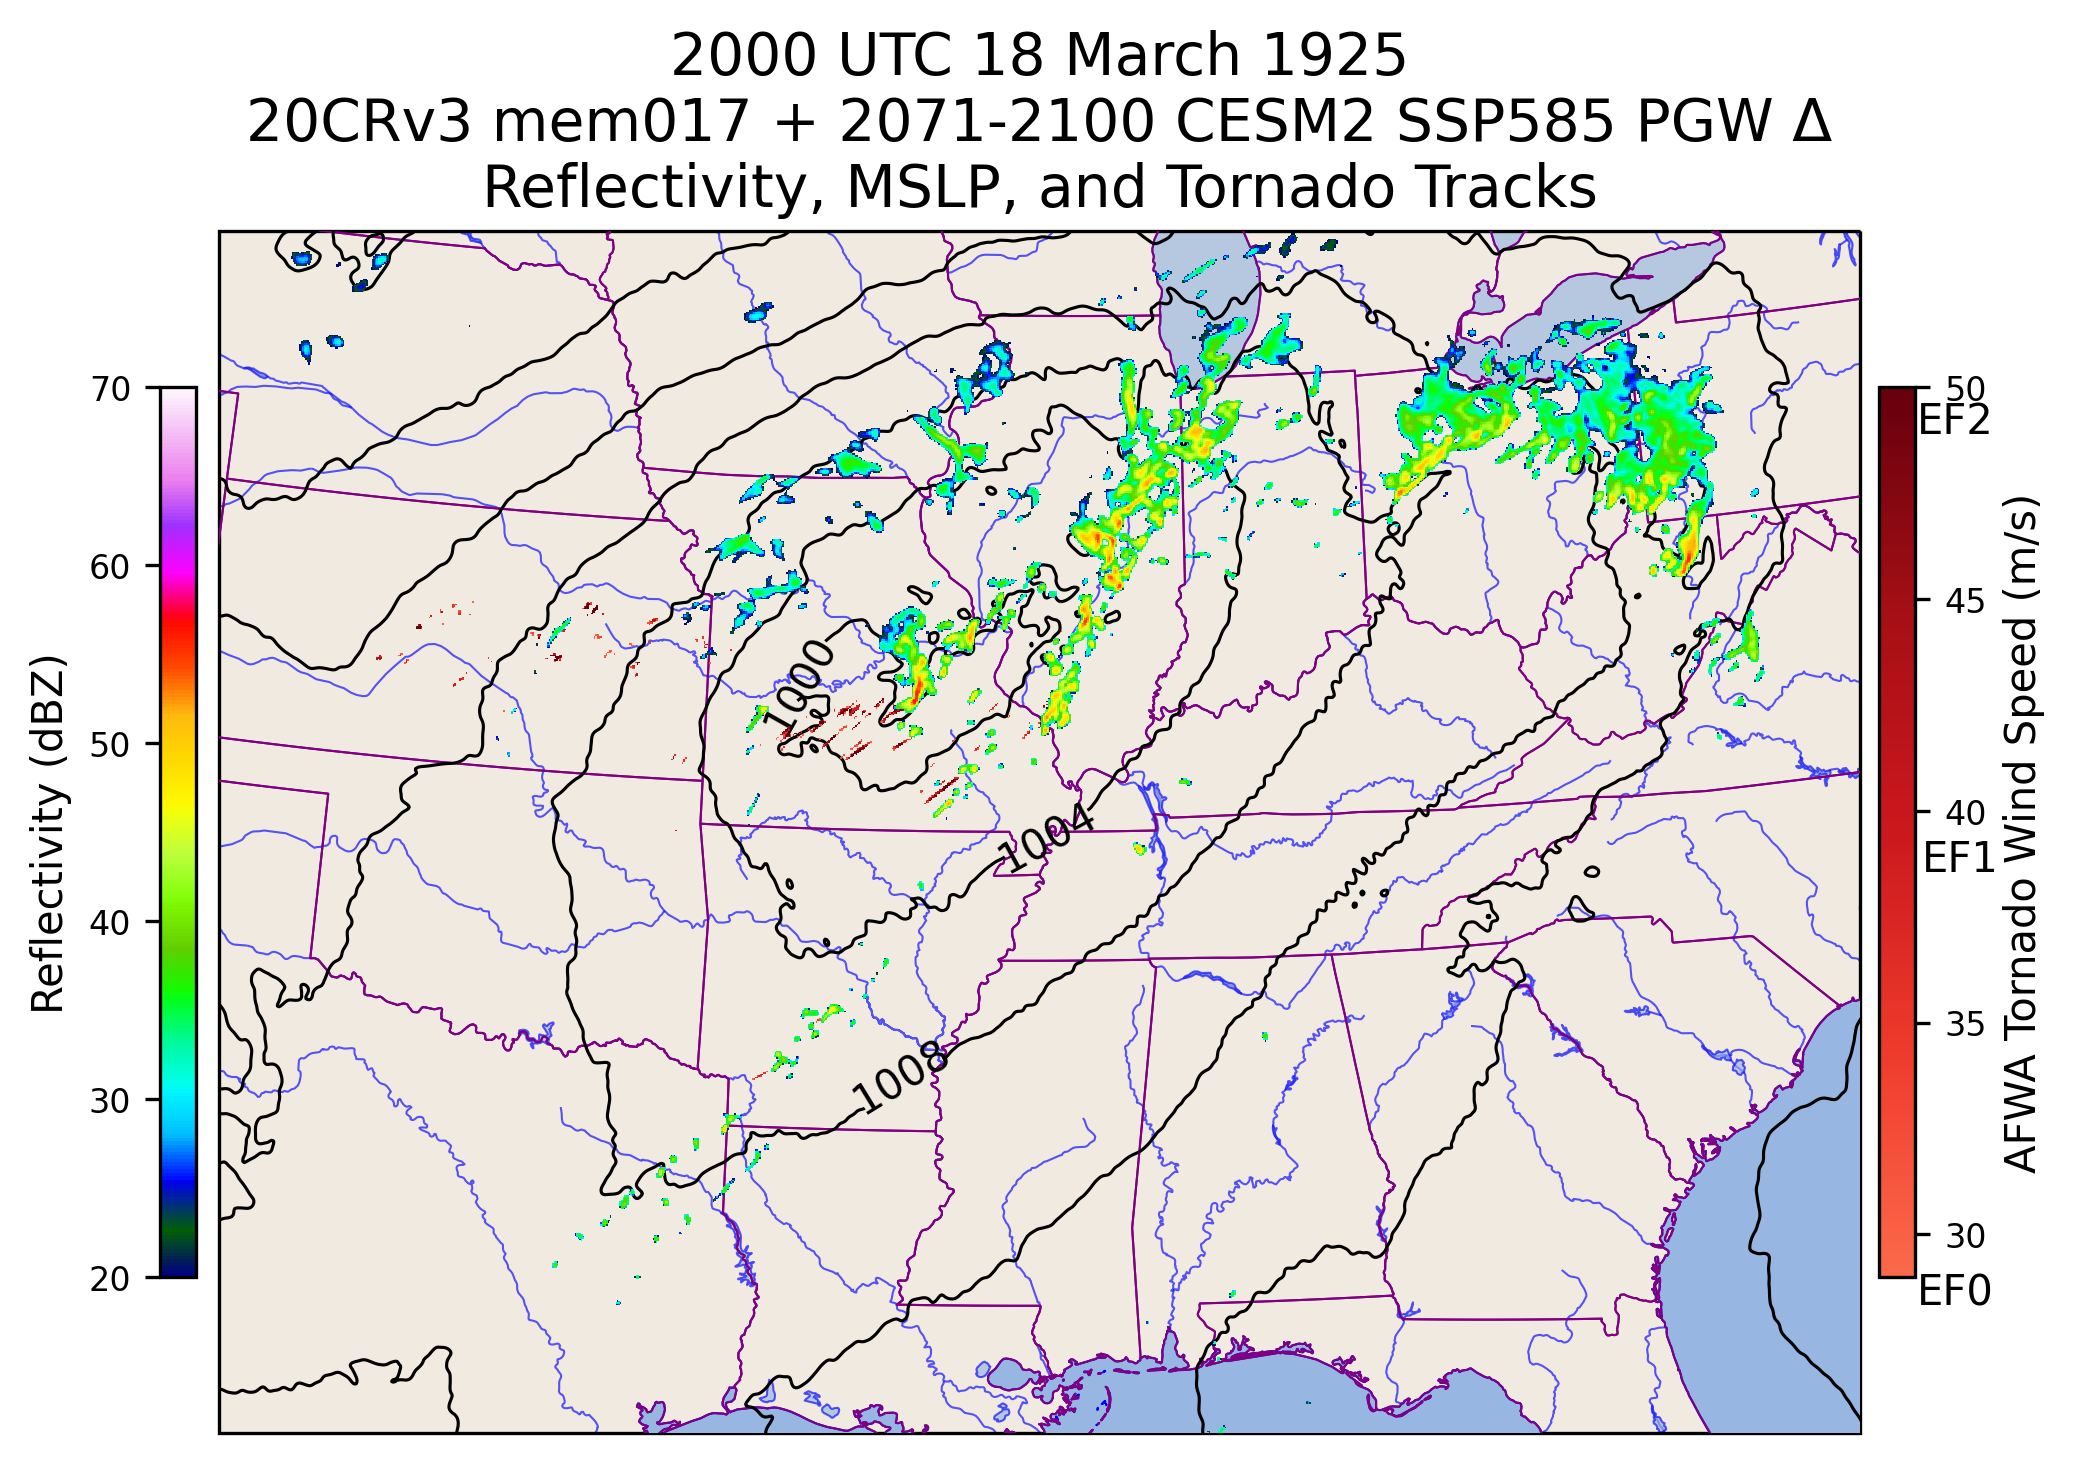 2000 UTC 18 March 1925
20CRv3 mem017 + 2071-2100 CESM2 SSP585 PGW Δ
Reflectivity, MSLP, and Tornado Tracks
70
60
50
40
30
20
Reflectivity (dBZ)
1000
1004
1008
50
EF2
45
40
EF1
35
30
EF0
AFWA Tornado Wind Speed (m/s)